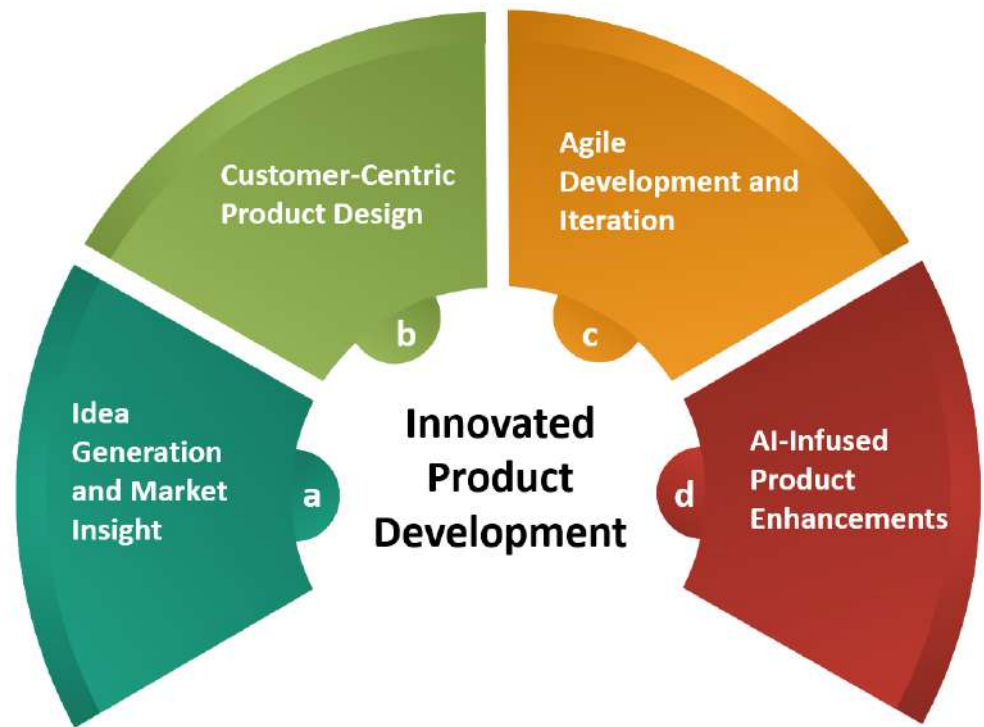 Idea
Generation
and Market
Insight
a
Customer-Centric
Product Design
b
Agile
Development and
Iteration
c
AI-Infused
Product
Enhancements
d
Innovated
Product
Development